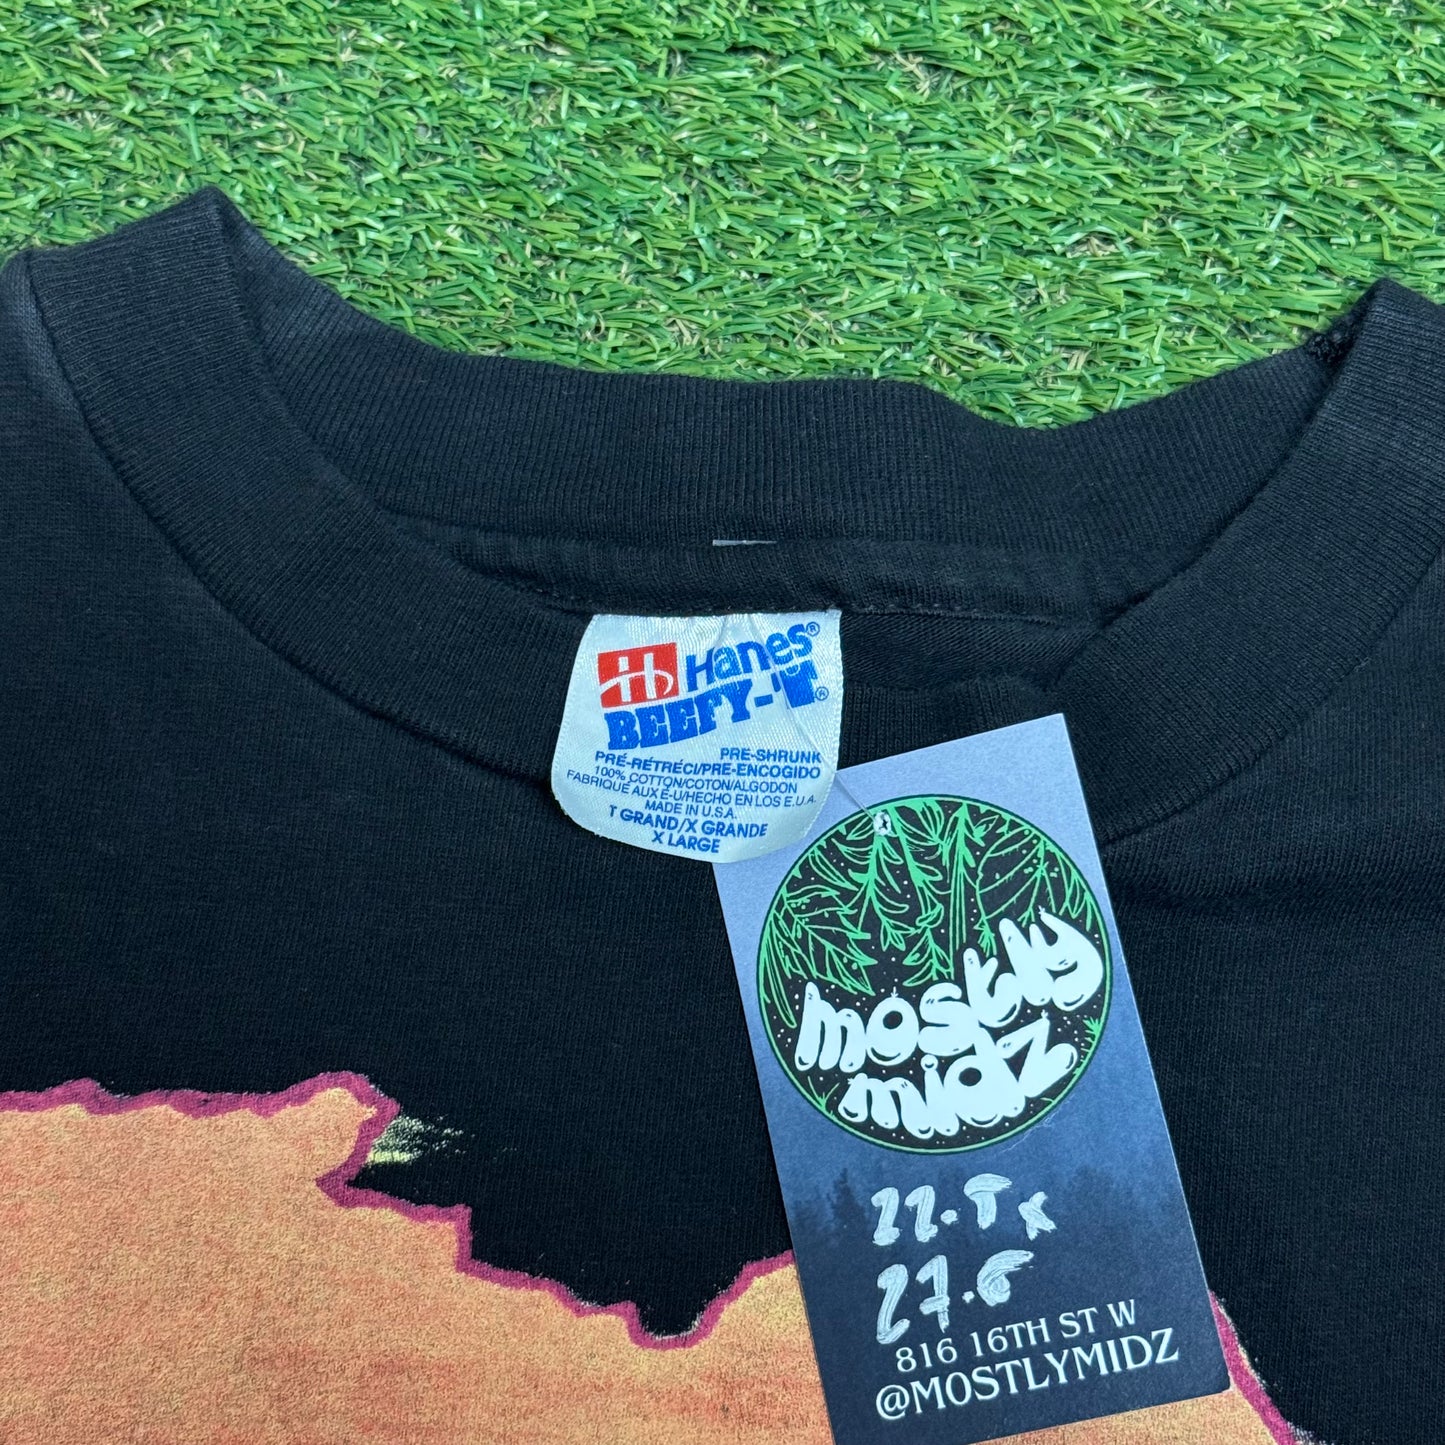 Hanes®
BEEFY-T®
PRE-SHRUNK
PRÉ-RÉTRÉCI/PRE-ENCOGIDO
100% COTTON/COTON/ALGODON
FABRIQUÉ AUX É-U/HECHO EN LOS E.U.A.
MADE IN U.S.A.
T GRAND/X GRANDE
X LARGE
mostly
midz
22.5 x
27.5
816 16TH ST W
@MOSTLYMIDZ